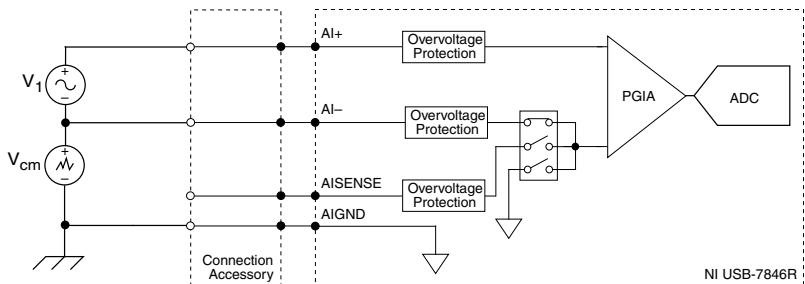 AI+
Overvoltage
Protection
+
V1
−
PGIA
ADC
AI–
Overvoltage
Protection
+
Vcm
−
AISENSE
Overvoltage
Protection
AIGND
Connection
Accessory
NI USB-7846R